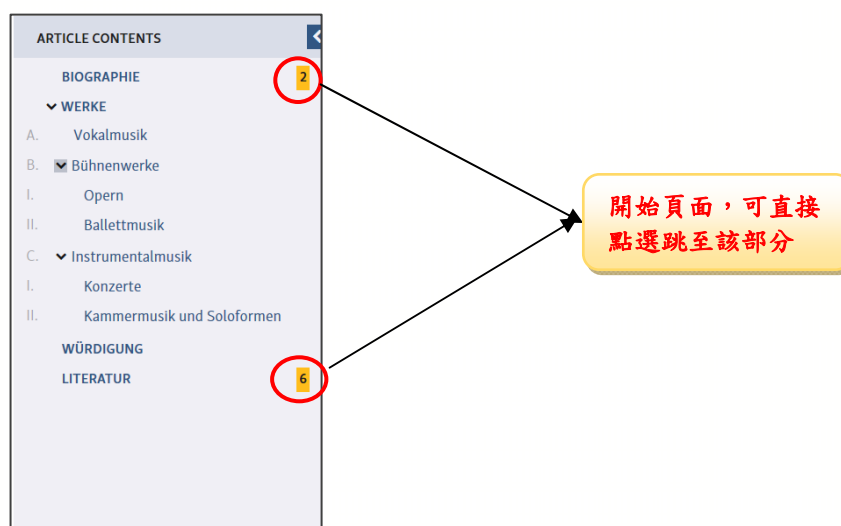 ARTICLE CONTENTS
BIOGRAPHIE 2
WERKE
A. Vokalmusik
B. Bühnenwerke
I. Opern
II. Ballettmusik
C. Instrumentalmusik
I. Konzerte
II. Kammermusik und Soloformen
WÜRDIGUNG
LITERATUR 6
開始頁面，可直接
點選跳至該部分